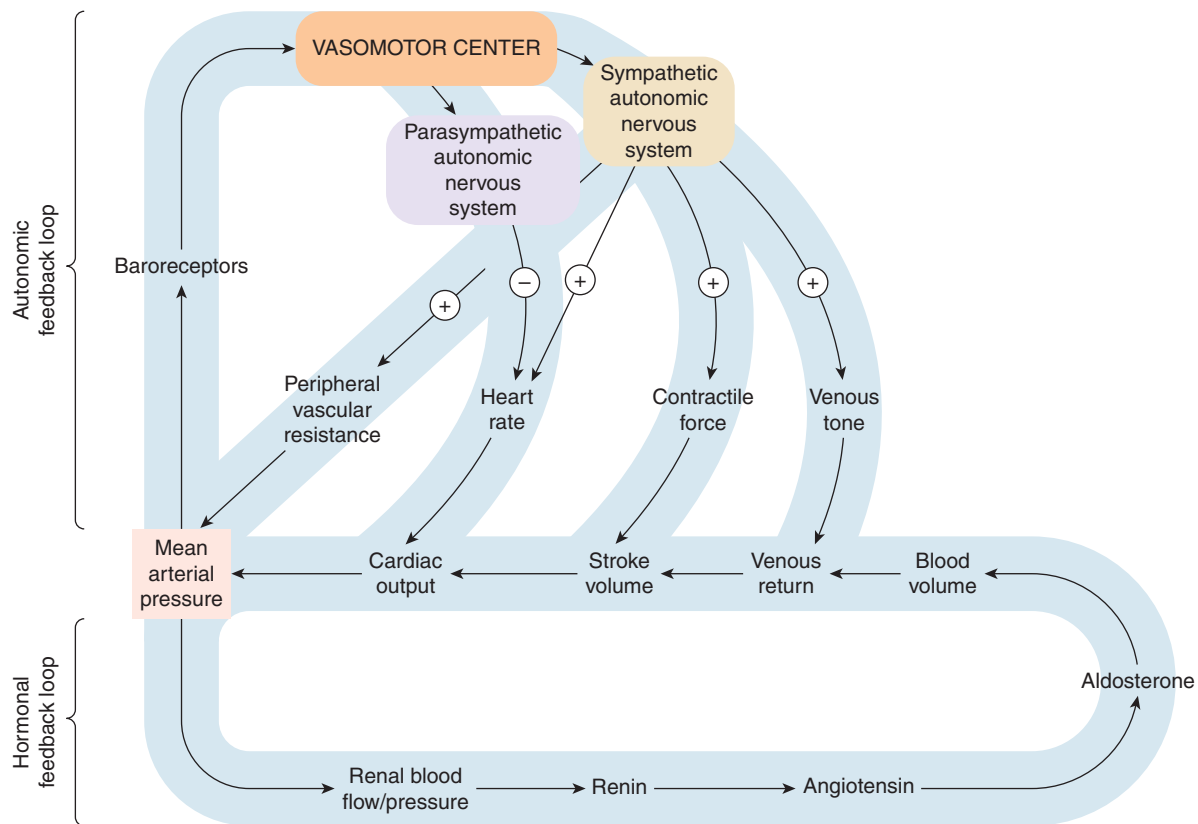 VASOMOTOR CENTER
Sympathetic
autonomic
nervous
system
Parasympathetic
autonomic
nervous
system
Autonomic
feedback loop
Baroreceptors
+
−
+
+
+
Peripheral
vascular
resistance
Heart
rate
Contractile
force
Venous
tone
Mean
arterial
pressure
Cardiac
output
Stroke
volume
Venous
return
Blood
volume
Hormonal
feedback loop
Aldosterone
Renal blood
flow/pressure
Renin
Angiotensin